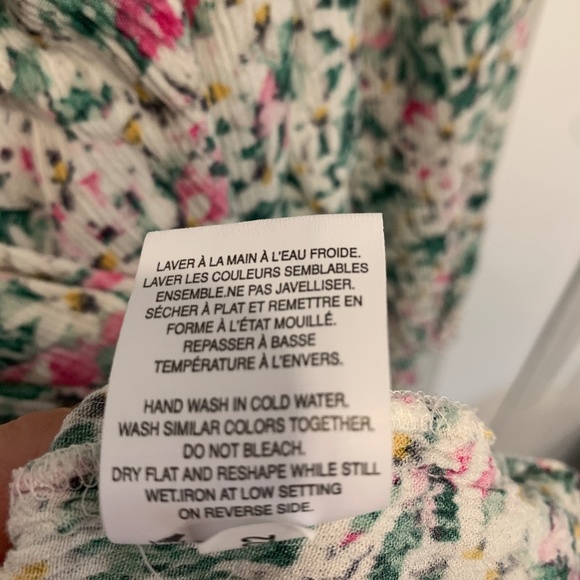 LAVER À LA MAIN À L'EAU FROIDE.
LAVER LES COULEURS SEMBLABLES
ENSEMBLE.NE PAS JAVELLISER.
SÉCHER À PLAT ET REMETTRE EN
FORME À L'ÉTAT MOUILLÉ.
REPASSER À BASSE
TEMPÉRATURE À L'ENVERS.
HAND WASH IN COLD WATER.
WASH SIMILAR COLORS TOGETHER.
DO NOT BLEACH.
DRY FLAT AND RESHAPE WHILE STILL
WET.IRON AT LOW SETTING
ON REVERSE SIDE.